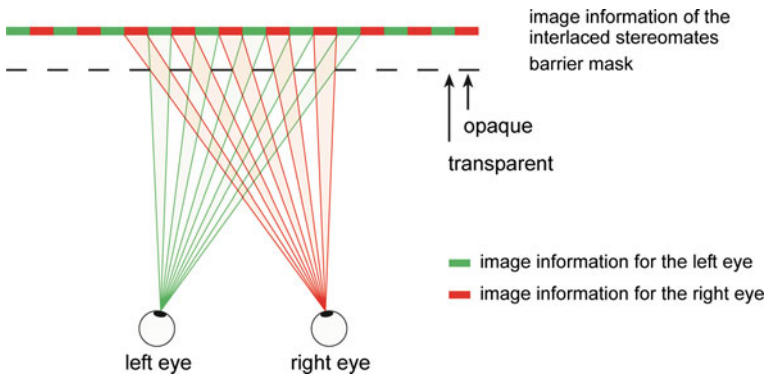 image information of the
interlaced stereomates
barrier mask
opaque
transparent
image information for the left eye
image information for the right eye
left eye
right eye